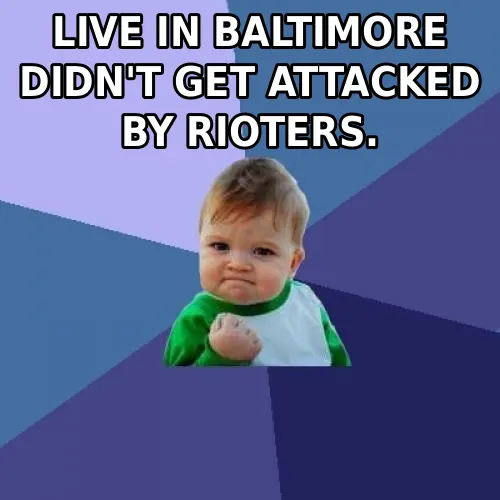 LIVE IN BALTIMORE
DIDN'T GET ATTACKED
BY RIOTERS.